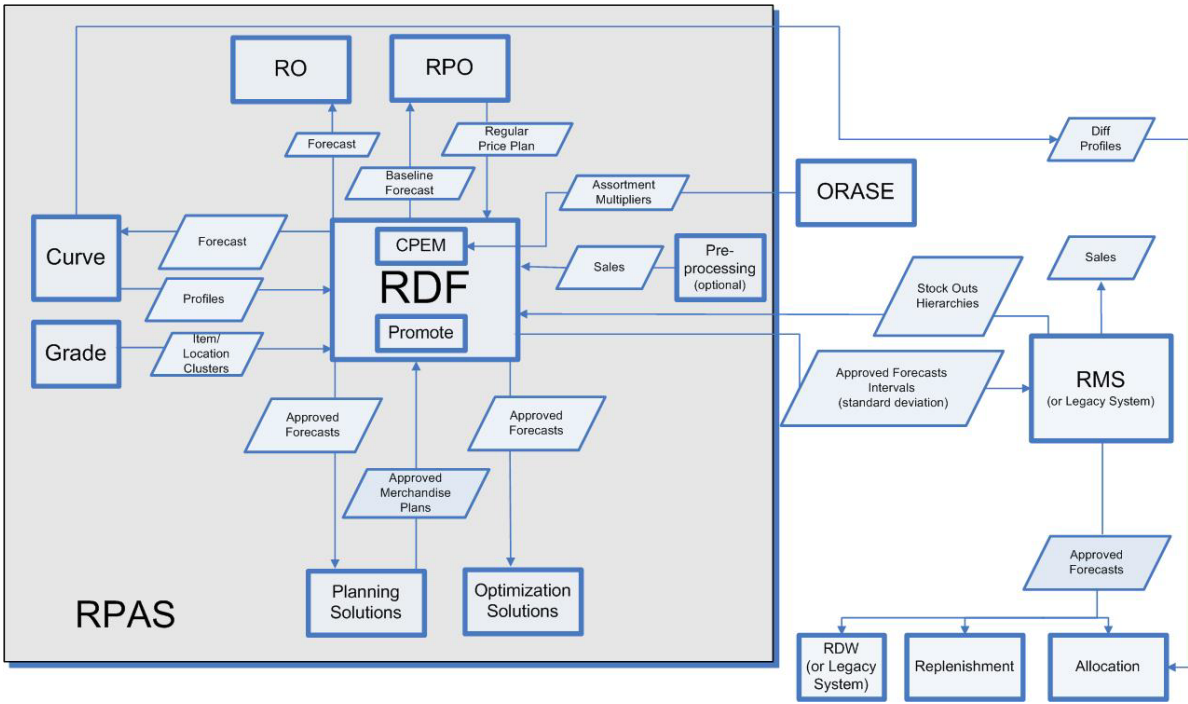 RO
RPO
Forecast
Regular
Price Plan
Baseline
Forecast
Diff
Profiles
Assortment
Multipliers
ORASE
Curve
Forecast
CPEM
RDF
Promote
Sales
Pre-
processing
(optional)
Profiles
Grade
Item/
Location
Clusters
Stock Outs
Hierarchies
Sales
Approved Forecasts
Intervals
(standard deviation)
RMS
(or Legacy System)
Approved
Forecasts
Approved
Forecasts
Approved
Merchandise
Plans
Approved
Forecasts
Planning
Solutions
Optimization
Solutions
RPAS
RDW
(or Legacy
System)
Replenishment
Allocation